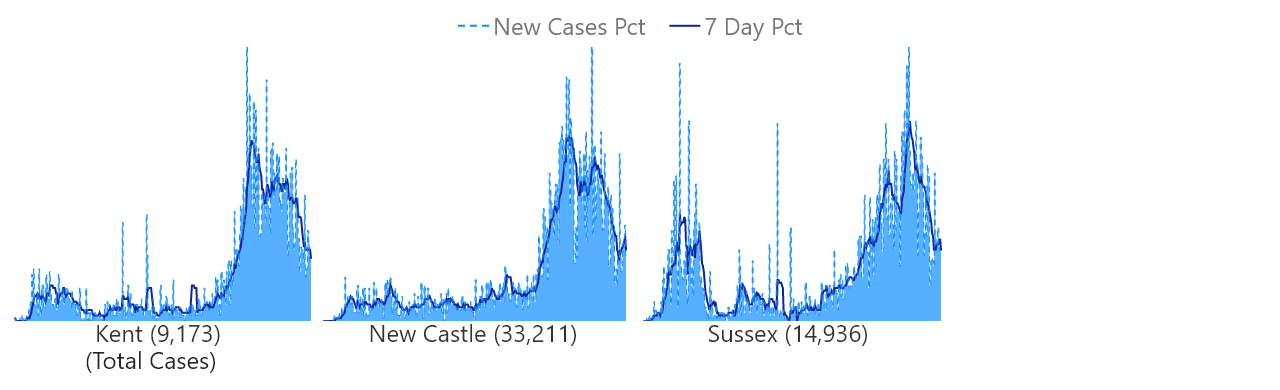 New Cases Pct 7 Day Pct
Kent (9,173) New Castle (33,211) Sussex (14,936)
(Total Cases)